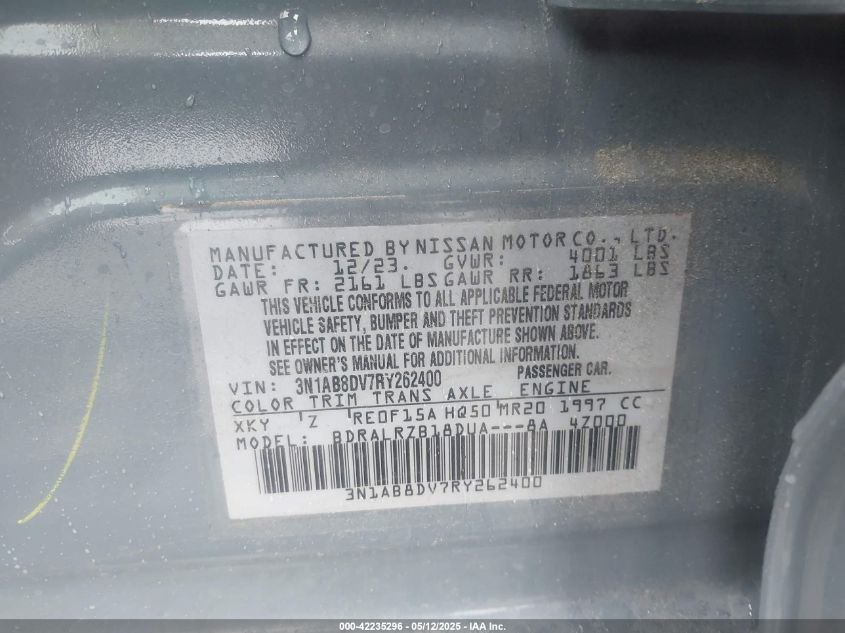 MANUFACTURED BY NISSAN MOTOR CO., LTD.
DATE: 12/23. GVWR: 4001 LBS
GAWR FR: 2161 LBS GAWR RR: 1863 LBS
THIS VEHICLE CONFORMS TO ALL APPLICABLE FEDERAL MOTOR
VEHICLE SAFETY, BUMPER AND THEFT PREVENTION STANDARDS
IN EFFECT ON THE DATE OF MANUFACTURE SHOWN ABOVE.
SEE OWNER'S MANUAL FOR ADDITIONAL INFORMATION.
VIN: 3N1AB8DV7RY262400 PASSENGER CAR.
COLOR TRIM TRANS AXLE ENGINE
XKY Z RE0F15A HQ50 MR20 1997 CC
MODEL: BDRALRZB18DUA---8A 4Z000
3N1AB8DV7RY262400
000-42235296 - 05/12/2025 - IAA Inc.